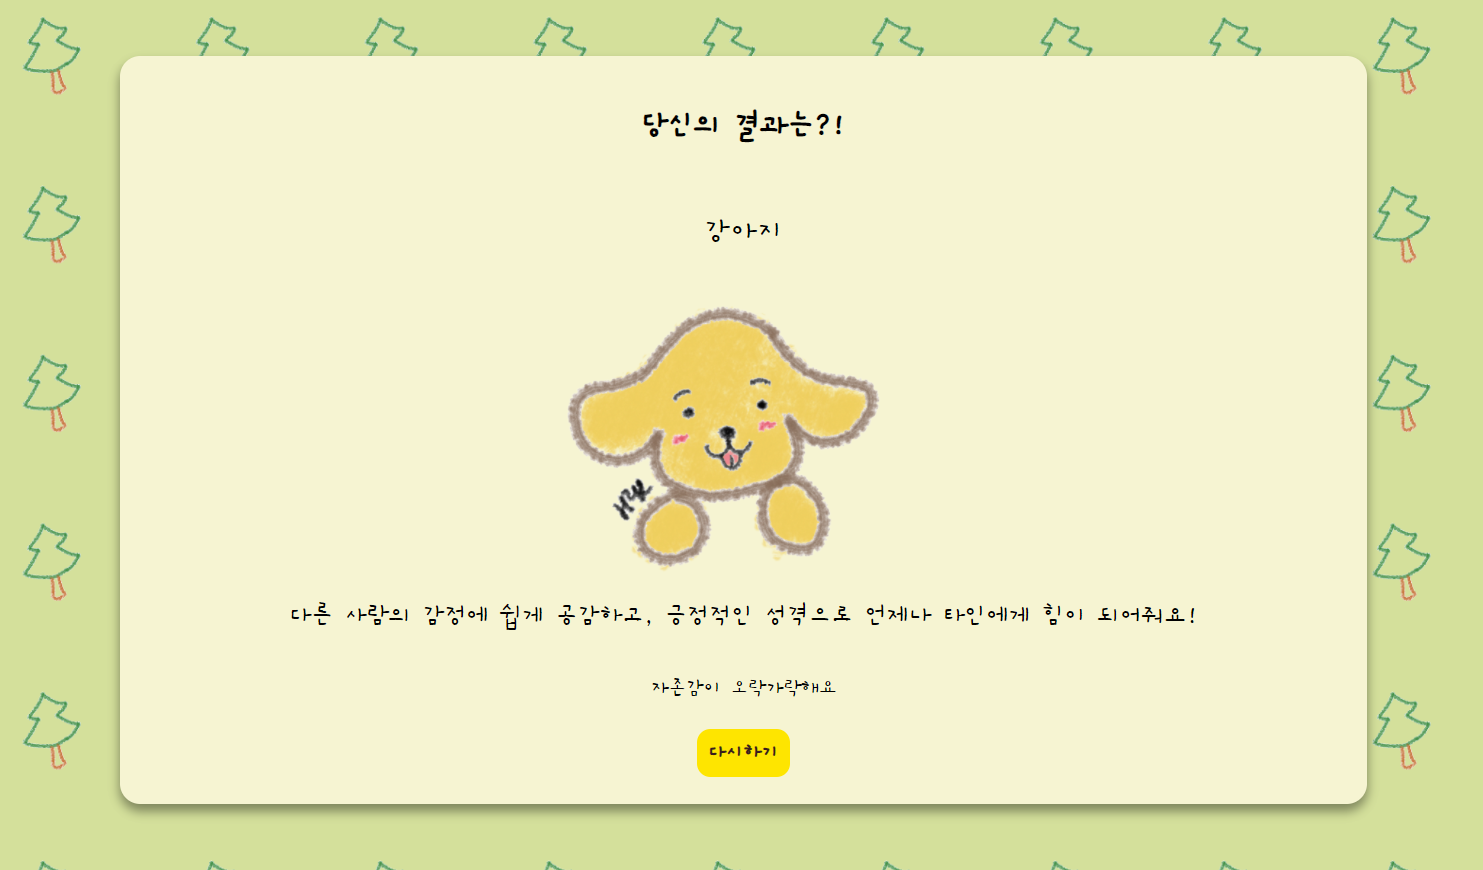 당신의 결과는?!
강아지
다른 사람의 감정에 쉽게 공감하고, 긍정적인 성격으로 언제나 타인에게 힘이 되어줘요!
자존감이 오락가락해요
다시하기